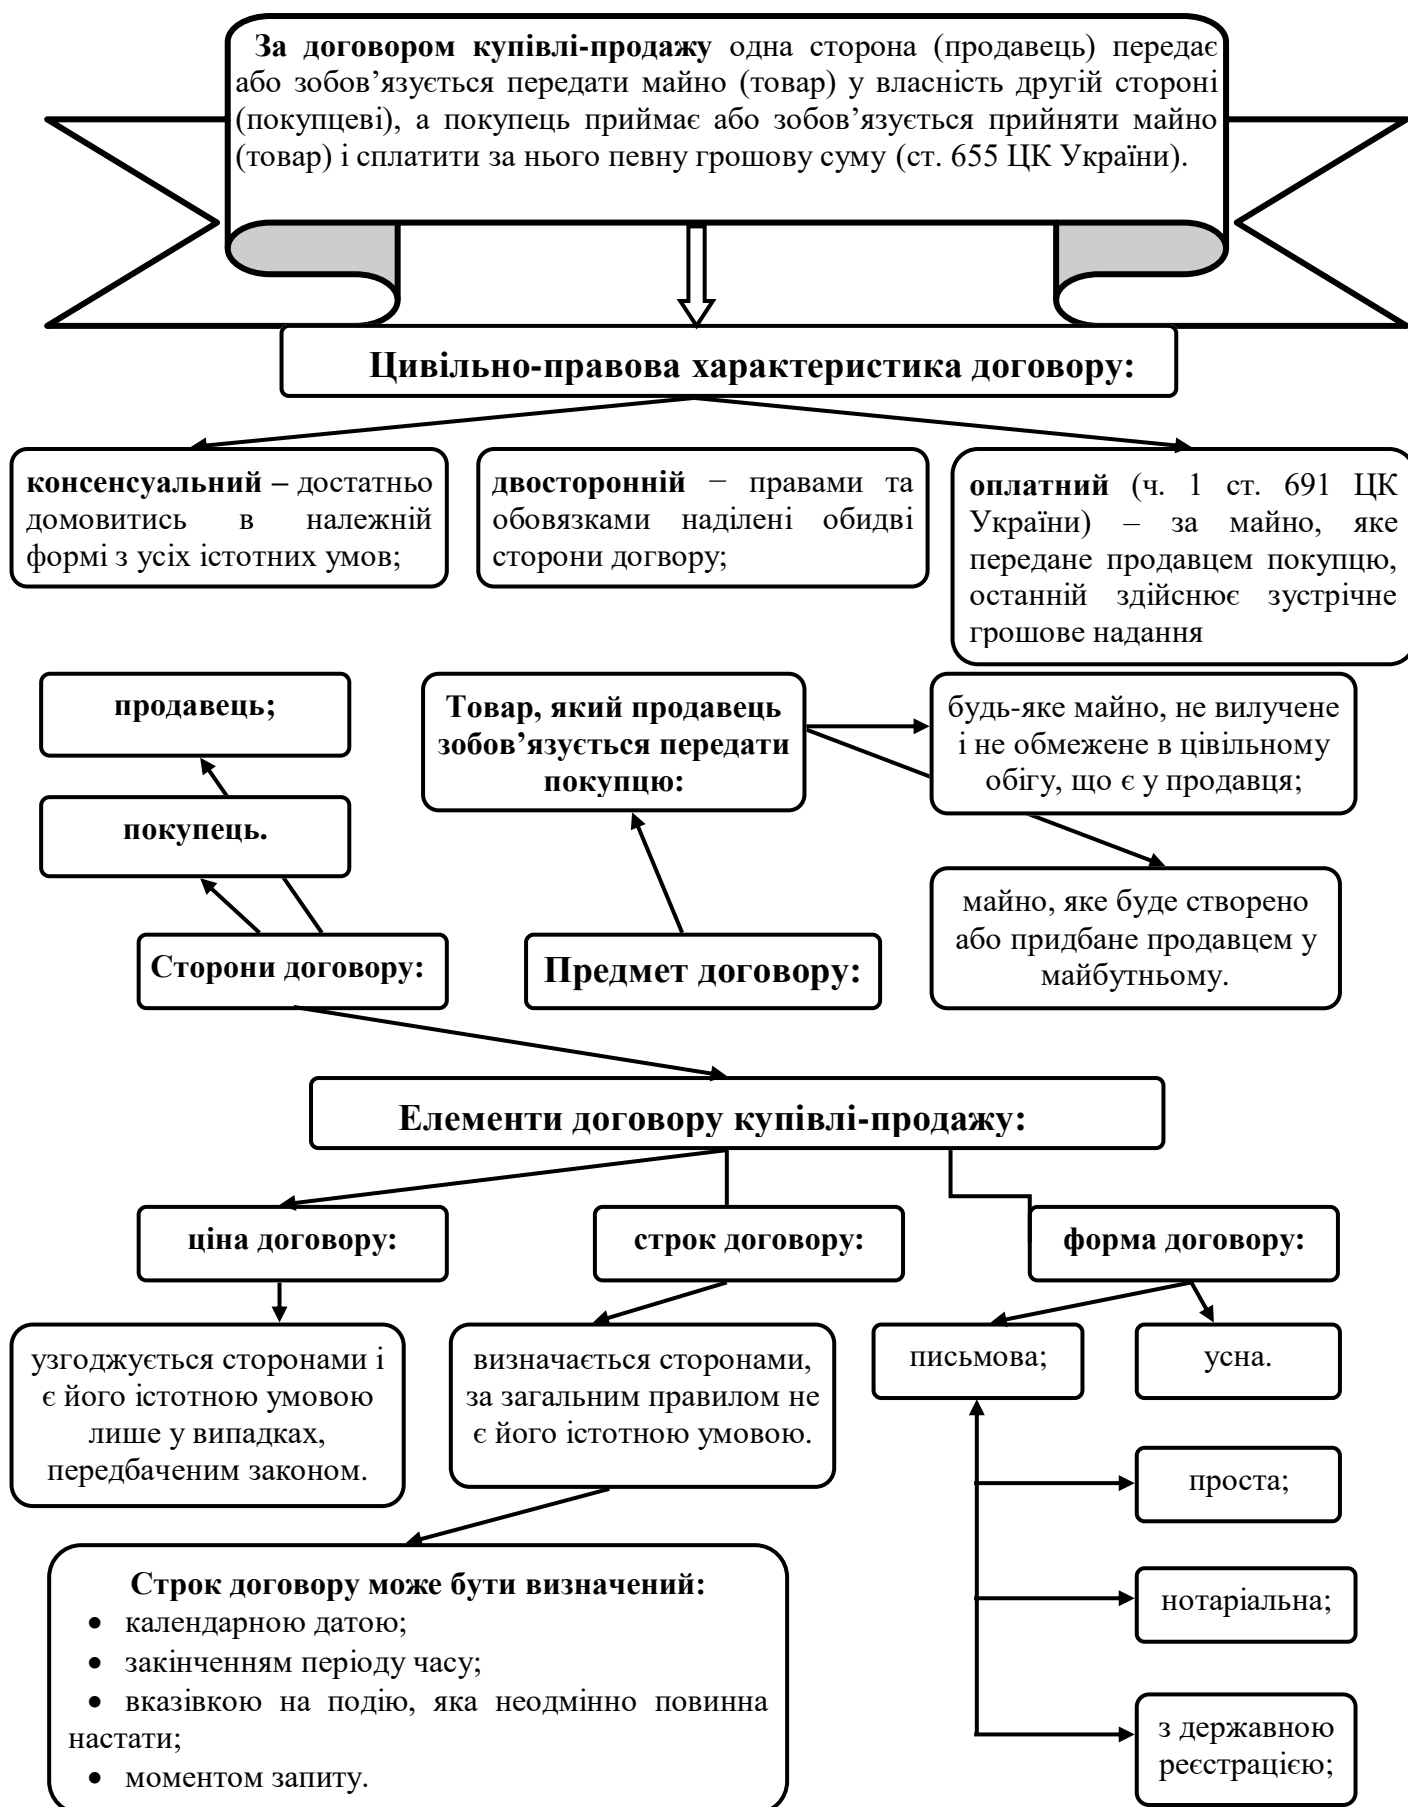 За договором купівлі-продажу одна сторона (продавець) передає
або зобов’язується передати майно (товар) у власність другій стороні
(покупцеві), а покупець приймає або зобов’язується прийняти майно
(товар) і сплатити за нього певну грошову суму (ст. 655 ЦК України).
Цивільно-правова характеристика договору:
консенсуальний – достатньо
домовитись в належній
формі з усіх істотних умов;
двосторонній − правами та
обовязками наділені обидві
сторони догвору;
оплатний (ч. 1 ст. 691 ЦК
України) – за майно, яке
передане продавцем покупцю,
останній здійснює зустрічне
грошове надання
продавець;
покупець.
Сторони договору:
Товар, який продавець
зобов’язується передати
покупцю:
Предмет договору:
будь-яке майно, не вилучене
і не обмежене в цівільному
обігу, що є у продавця;
майно, яке буде створено
або придбане продавцем у
майбутньому.
Елементи договору купівлі-продажу:
ціна договору:
строк договору:
форма договору:
узгоджується сторонами і
є його істотною умовою
лише у випадках,
передбаченим законом.
визначається сторонами,
за загальним правилом не
є його істотною умовою.
письмова;
усна.
проста;
нотаріальна;
з державною
реєстрацією;
Строк договору може бути визначений:
• календарною датою;
• закінченням періоду часу;
• вказівкою на подію, яка неодмінно повинна
настати;
• моментом запиту.